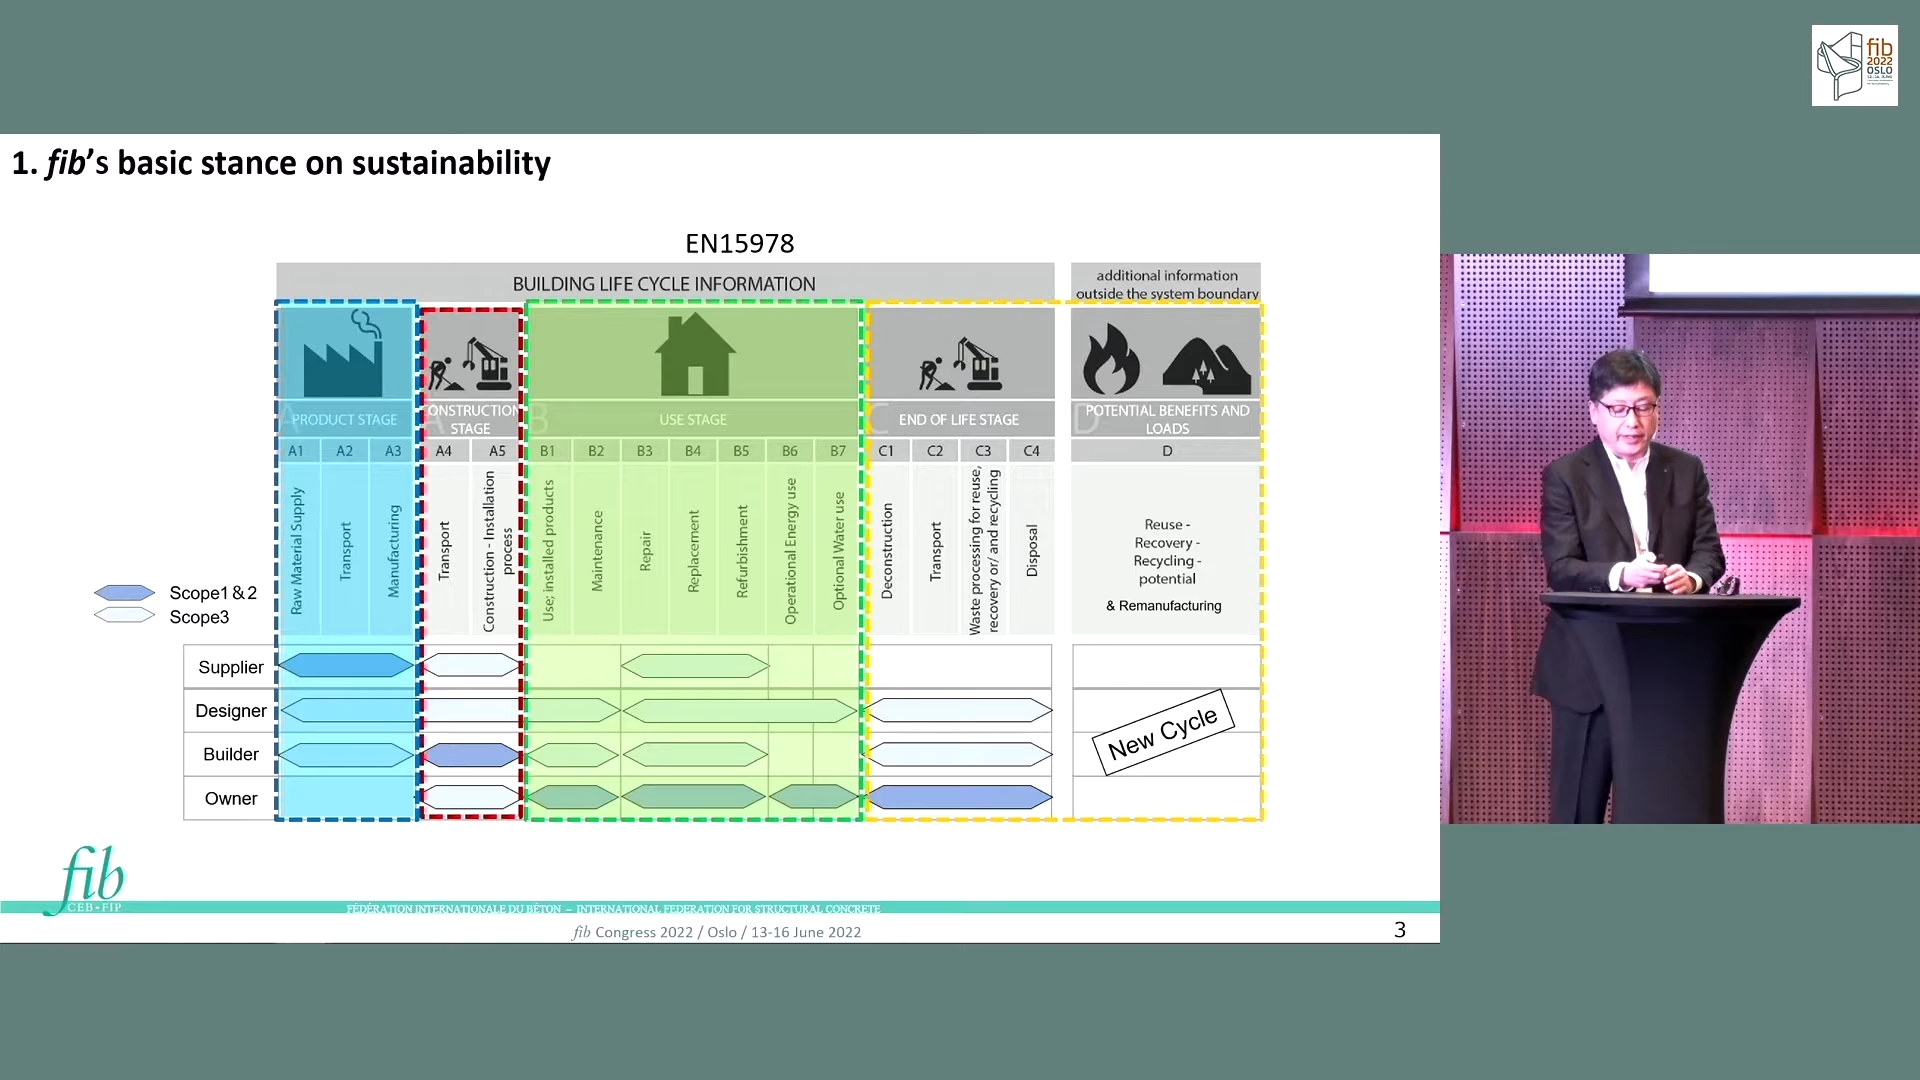 fib
2022
OSLO
1. fib's basic stance on sustainability
EN15978
BUILDING LIFE CYCLE INFORMATION
additional information
outside the system boundary
A PRODUCT STAGE
A CONSTRUCTION
STAGE
B USE STAGE
C END OF LIFE STAGE
D POTENTIAL BENEFITS AND
LOADS
A1 A2 A3 A4 A5 B1 B2 B3 B4 B5 B6 B7 C1 C2 C3 C4 D
Raw Material Supply
Transport
Manufacturing
Transport
Construction - Installation
process
Use; installed products
Maintenance
Repair
Replacement
Refurbishment
Operational Energy use
Optional Water use
Deconstruction
Transport
Waste processing for reuse,
recovery or/ and recycling
Disposal
Reuse -
Recovery -
Recycling -
potential
& Remanufacturing
Scope1&2
Scope3
Supplier
Designer
Builder
Owner
New Cycle
fib
CEB-FIP
FÉDÉRATION INTERNATIONALE DU BÉTON – INTERNATIONAL FEDERATION FOR STRUCTURAL CONCRETE
fib Congress 2022 / Oslo / 13-16 June 2022
3